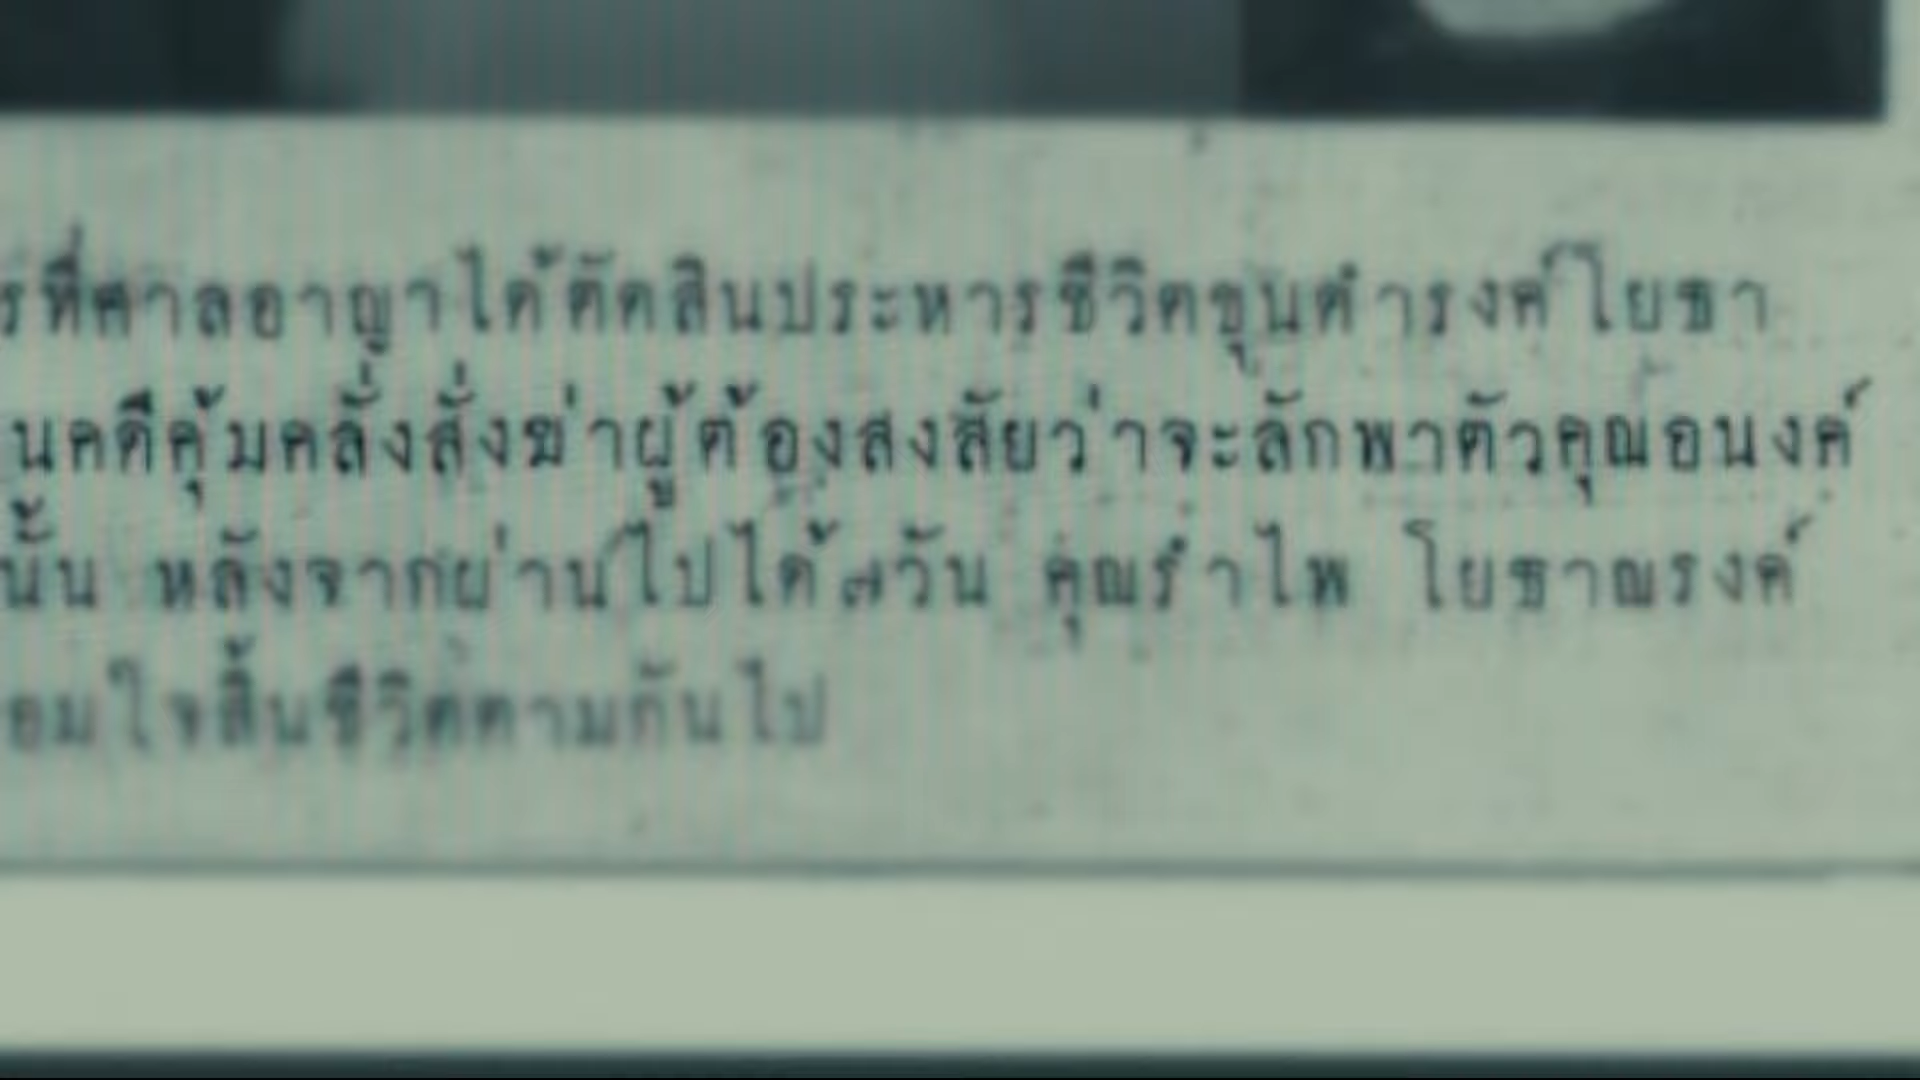 ที่ศาลอาญาได้ตัดสินประหารชีวิตขุนดำรงค์โยธา
นคดีคุ้มคลั่งสั่งฆ่าผู้ต้องสงสัยว่าจะลักพาตัวคุณอนงค์
นั้น หลังจากผ่านไปได้ ๗วัน คุณรำไพ โยธาณรงค์
อมใจสิ้นชีวิตตามกันไป